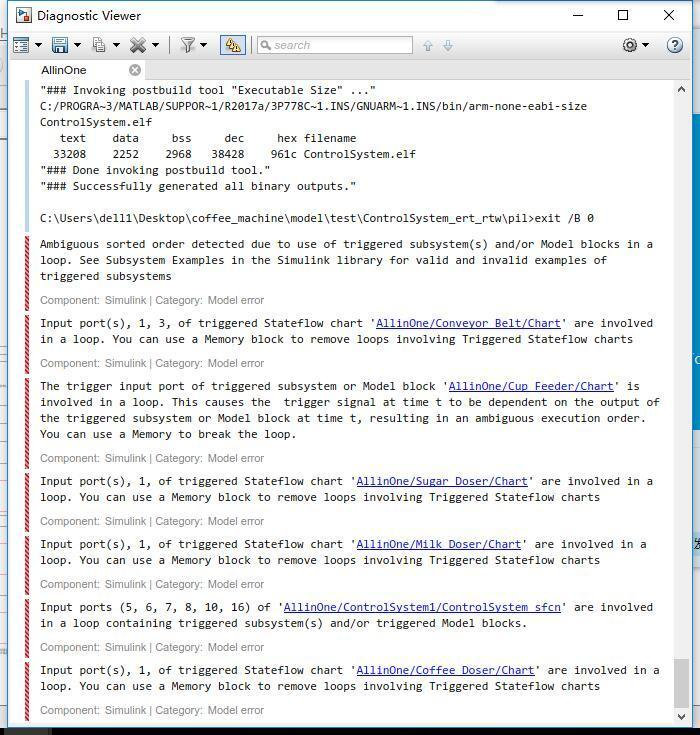 Diagnostic Viewer
search
AllinOne
"### Invoking postbuild tool "Executable Size" ..."
C:/PROGRA~3/MATLAB/SUPPOR~1/R2017a/3P778C~1.INS/GNUARM~1.INS/bin/arm-none-eabi-size
ControlSystem.elf
text data bss dec hex filename
33208 2252 2968 38428 961c ControlSystem.elf
"### Done invoking postbuild tool."
"### Successfully generated all binary outputs."
C:\Users\dell1\Desktop\coffee_machine\model\test\ControlSystem_ert_rtw\pil>exit /B 0
Ambiguous sorted order detected due to use of triggered subsystem(s) and/or Model blocks in a
loop. See Subsystem Examples in the Simulink library for valid and invalid examples of
triggered subsystems
Component: Simulink | Category: Model error
Input port(s), 1, 3, of triggered Stateflow chart 'AllinOne/Conveyor Belt/Chart' are involved
in a loop. You can use a Memory block to remove loops involving Triggered Stateflow charts
Component: Simulink | Category: Model error
The trigger input port of triggered subsystem or Model block 'AllinOne/Cup Feeder/Chart' is
involved in a loop. This causes the trigger signal at time t to be dependent on the output of
the triggered subsystem or Model block at time t, resulting in an ambiguous execution order.
You can use a Memory to break the loop.
Component: Simulink | Category: Model error
Input port(s), 1, of triggered Stateflow chart 'AllinOne/Sugar Doser/Chart' are involved in a
loop. You can use a Memory block to remove loops involving Triggered Stateflow charts
Component: Simulink | Category: Model error
Input port(s), 1, of triggered Stateflow chart 'AllinOne/Milk Doser/Chart' are involved in a
loop. You can use a Memory block to remove loops involving Triggered Stateflow charts
Component: Simulink | Category: Model error
Input ports (5, 6, 7, 8, 10, 16) of 'AllinOne/ControlSystem1/ControlSystem_sfcn' are involved
in a loop containing triggered subsystem(s) and/or triggered Model blocks.
Component: Simulink | Category: Model error
Input port(s), 1, of triggered Stateflow chart 'AllinOne/Coffee Doser/Chart' are involved in a
loop. You can use a Memory block to remove loops involving Triggered Stateflow charts
Component: Simulink | Category: Model error